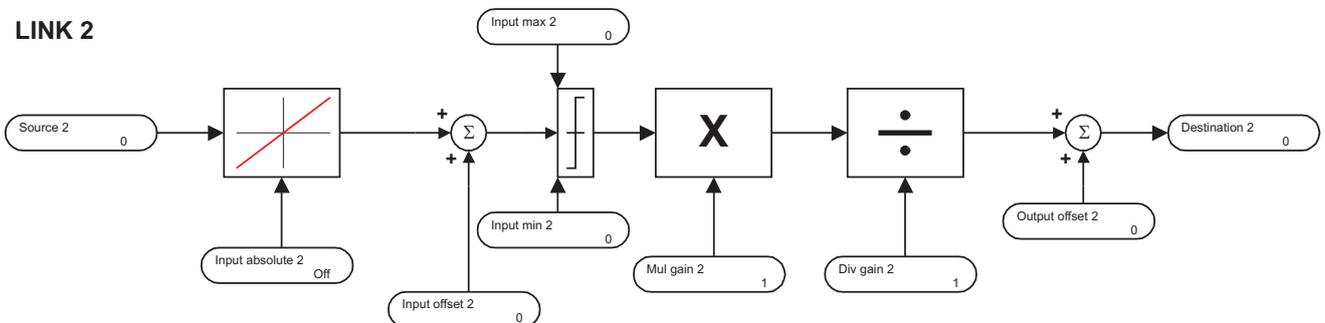 LINK 2
Input max 2
0
Source 2
0
+
Σ
+
X
÷
+
Σ
+
Destination 2
0
Input absolute 2
Off
Input offset 2
0
Input min 2
0
Mul gain 2
1
Div gain 2
1
Output offset 2
0